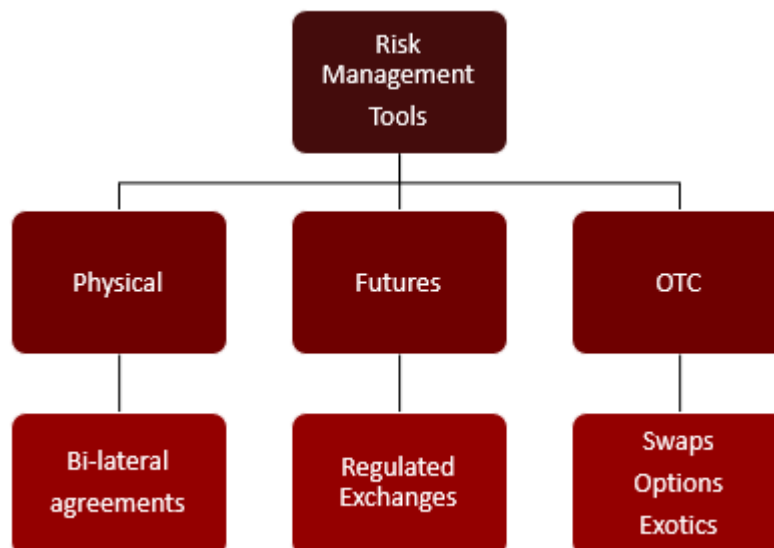 Risk
Management
Tools
Physical
Futures
OTC
Bi-lateral
agreements
Regulated
Exchanges
Swaps
Options
Exotics